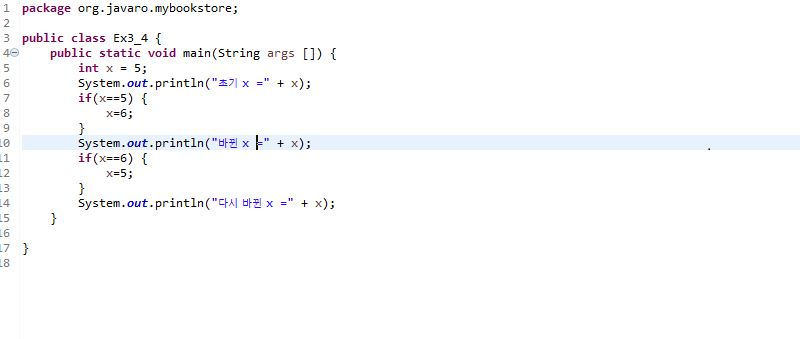 1 package org.javaro.mybookstore;
2
3 public class Ex3_4 {
4 public static void main(String args []) {
5 int x = 5;
6 System.out.println("초기 x =" + x);
7 if(x==5) {
8 x=6;
9 }
10 System.out.println("바뀐 x =" + x);
11 if(x==6) {
12 x=5;
13 }
14 System.out.println("다시 바뀐 x =" + x);
15 }
16
17 }
18